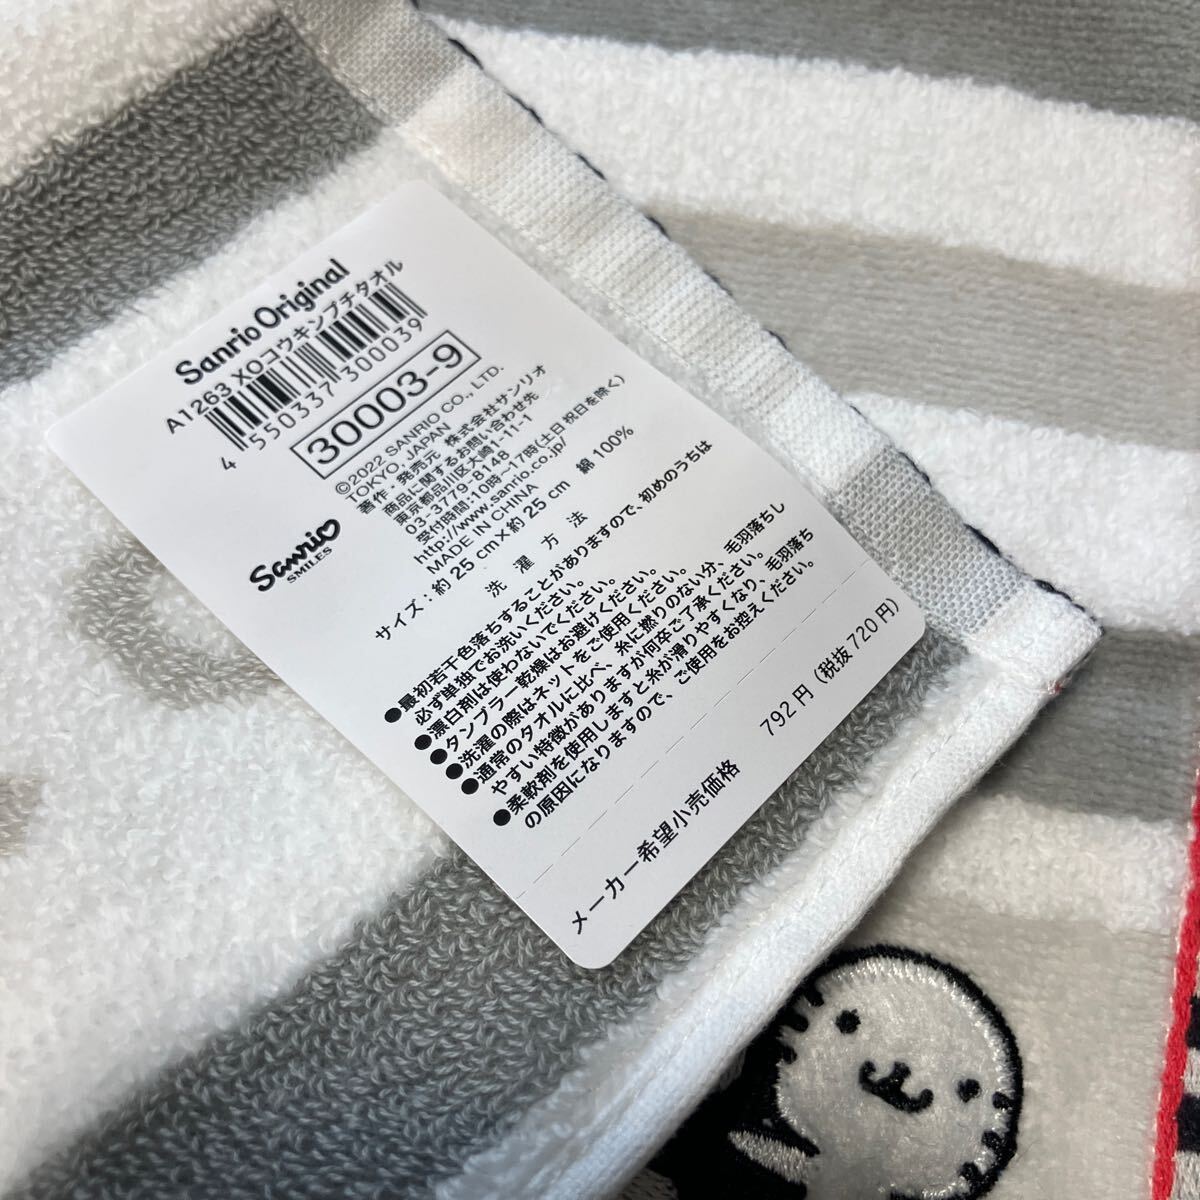 Sanrio Original
A1263 XOコウキンプチタオル
4 550337 300039
30003-9
©2022 SANRIO CO., LTD.
TOKYO, JAPAN
著作・発売元 株式会社サンリオ
商品に関するお問い合わせ先
東京都品川区大崎1-11-1
03-3779-8148
受付時間:10時~17時(土日祝日を除く)
http://www.sanrio.co.jp/
MADE IN CHINA
Sanrio
SMILES
サイズ:約25cm×約25cm 綿100%
洗濯方法
●最初若干色落ちすることがありますので、初めのうちは
必ず単独でお洗いください。
●漂白剤は使わないでください。
●タンブラー乾燥はお避けください。
●洗濯の際はネットをご使用ください。
●通常のタオルに比べ、糸に撚りのない分、毛羽落ちし
やすい特徴がありますが何卒ご了承ください。
●柔軟剤を使用しますと糸が滑りやすくなり、毛羽落ち
の原因になりますので、ご使用をお控えください。
メーカー希望小売価格 792円(税抜720円)